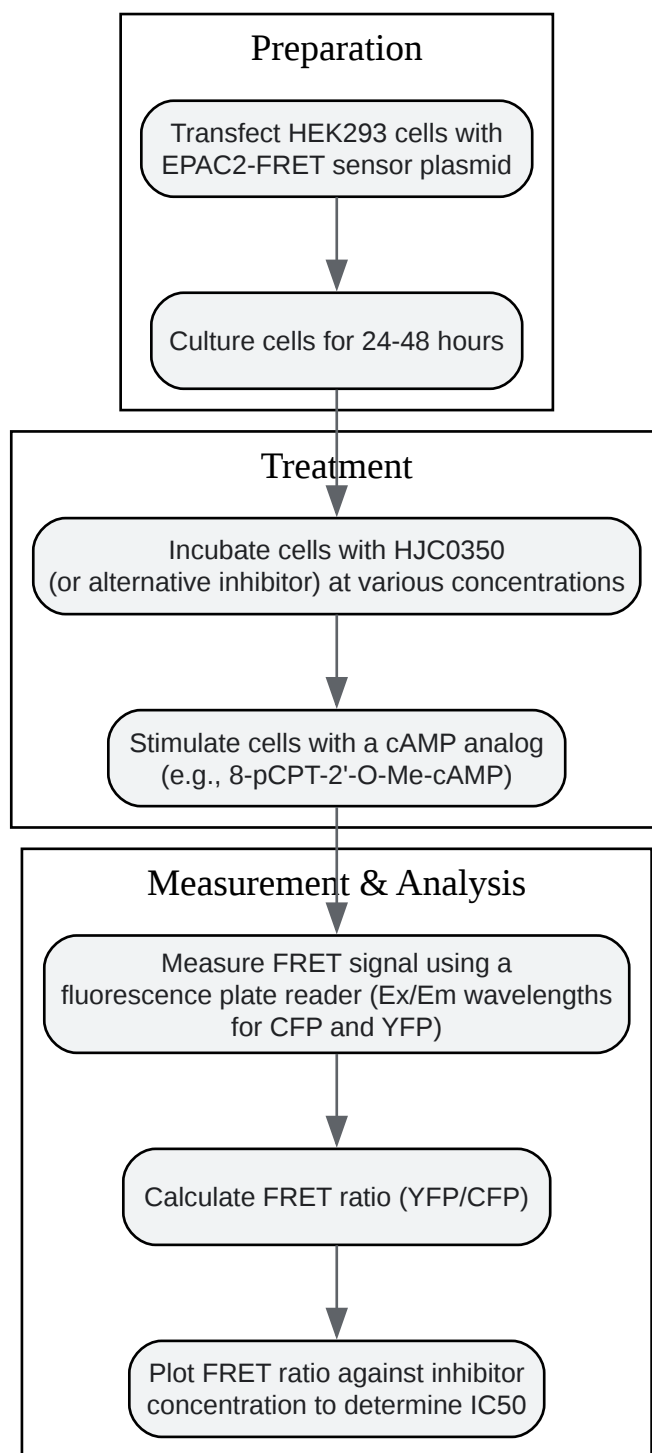 Preparation
Transfect HEK293 cells with
EPAC2-FRET sensor plasmid
Culture cells for 24-48 hours
Treatment
Incubate cells with HJC0350
(or alternative inhibitor) at various concentrations
Stimulate cells with a cAMP analog
(e.g., 8-pCPT-2'-O-Me-cAMP)
Measurement & Analysis
Measure FRET signal using a
fluorescence plate reader (Ex/Em wavelengths
for CFP and YFP)
Calculate FRET ratio (YFP/CFP)
Plot FRET ratio against inhibitor
concentration to determine IC50